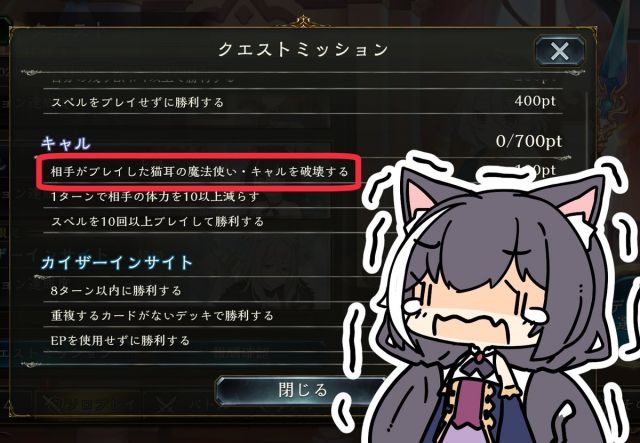 クエストミッション
スペルをプレイせずに勝利する 400pt
キャル 0/700pt
相手がプレイした猫耳の魔法使い・キャルを破壊する
1ターンで相手の体力を10以上減らす
スペルを10回以上プレイして勝利する
カイザーインサイト
8ターン以内に勝利する
重複するカードがないデッキで勝利する
EPを使用せずに勝利する
閉じる